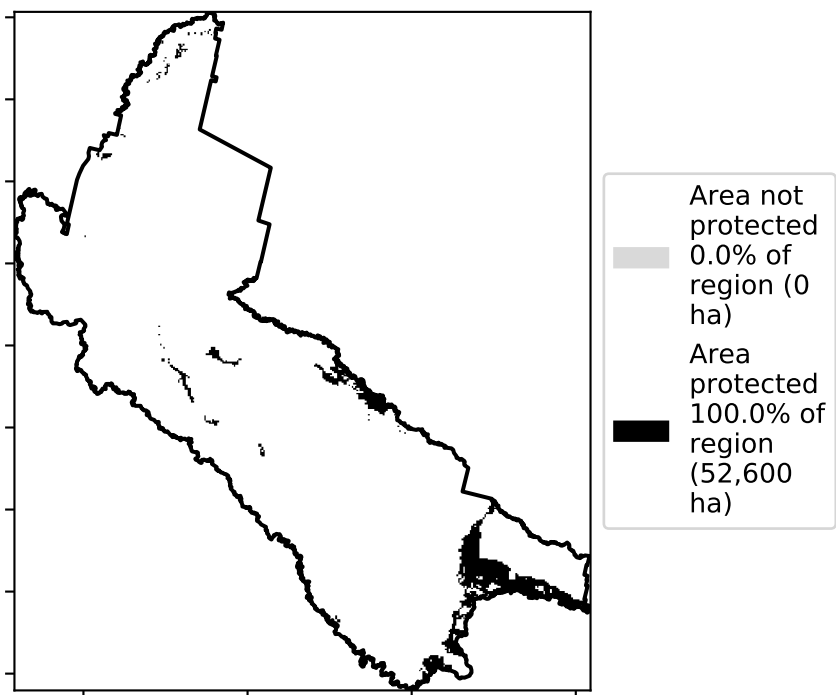 Area not
protected
0.0% of
region (0
ha)
Area
protected
100.0% of
region
(52,600
ha)